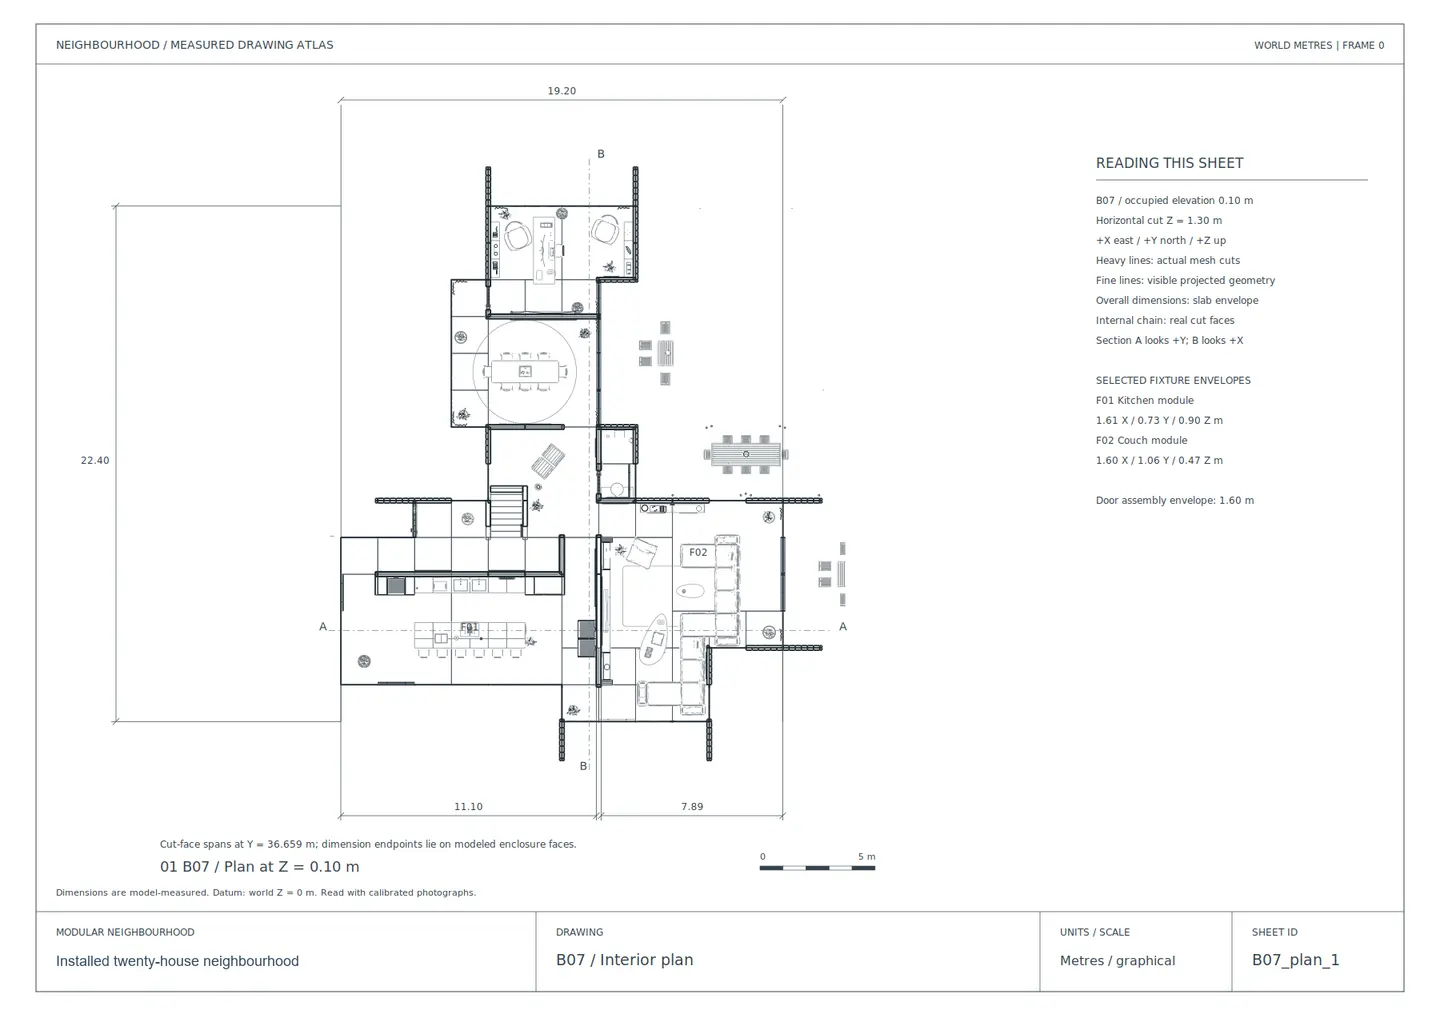 NEIGHBOURHOOD / MEASURED DRAWING ATLAS
WORLD METRES | FRAME 0
19.20
B
READING THIS SHEET
B07 / occupied elevation 0.10 m
Horizontal cut Z = 1.30 m
+X east / +Y north / +Z up
Heavy lines: actual mesh cuts
Fine lines: visible projected geometry
Overall dimensions: slab envelope
Internal chain: real cut faces
Section A looks +Y; B looks +X
SELECTED FIXTURE ENVELOPES
F01 Kitchen module
1.61 X / 0.73 Y / 0.90 Z m
F02 Couch module
1.60 X / 1.06 Y / 0.47 Z m
Door assembly envelope: 1.60 m
22.40
F02
A
F01
A
B
11.10
7.89
Cut-face spans at Y = 36.659 m; dimension endpoints lie on modeled enclosure faces.
01 B07 / Plan at Z = 0.10 m
0
5 m
Dimensions are model-measured. Datum: world Z = 0 m. Read with calibrated photographs.
MODULAR NEIGHBOURHOOD
Installed twenty-house neighbourhood
DRAWING
B07 / Interior plan
UNITS / SCALE
Metres / graphical
SHEET ID
B07_plan_1